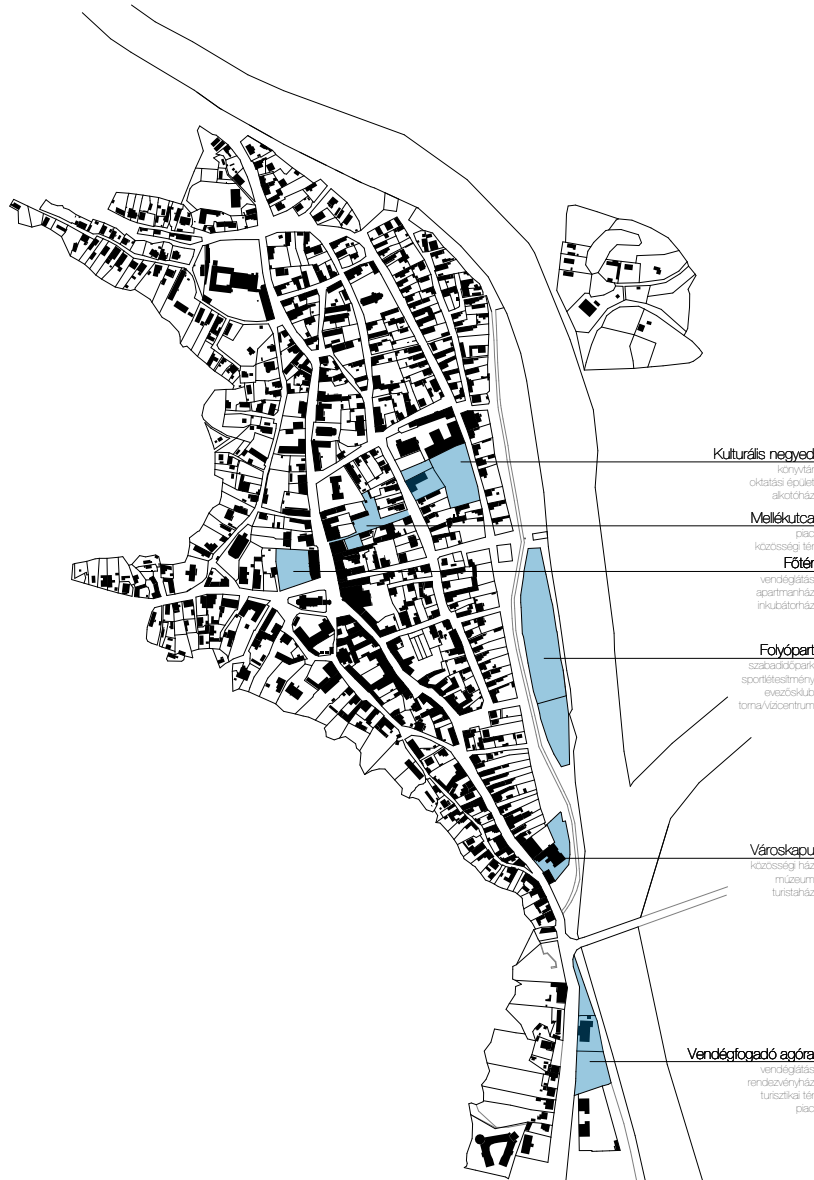 Kulturális negyed
könyvtár
oktatási épület
alkotóház
Mellékutca
piac
közösségi tér
Főtér
vendéglátás
apartmanház
inkubátorház
Folyópart
szabadidőpark
sportlétesítmény
evezősklub
torna/vízicentrum
Városkapu
közösségi ház
múzeum
turistaház
Vendégfogadó agóra
vendéglátás
rendezvényház
turisztikai tér
piac